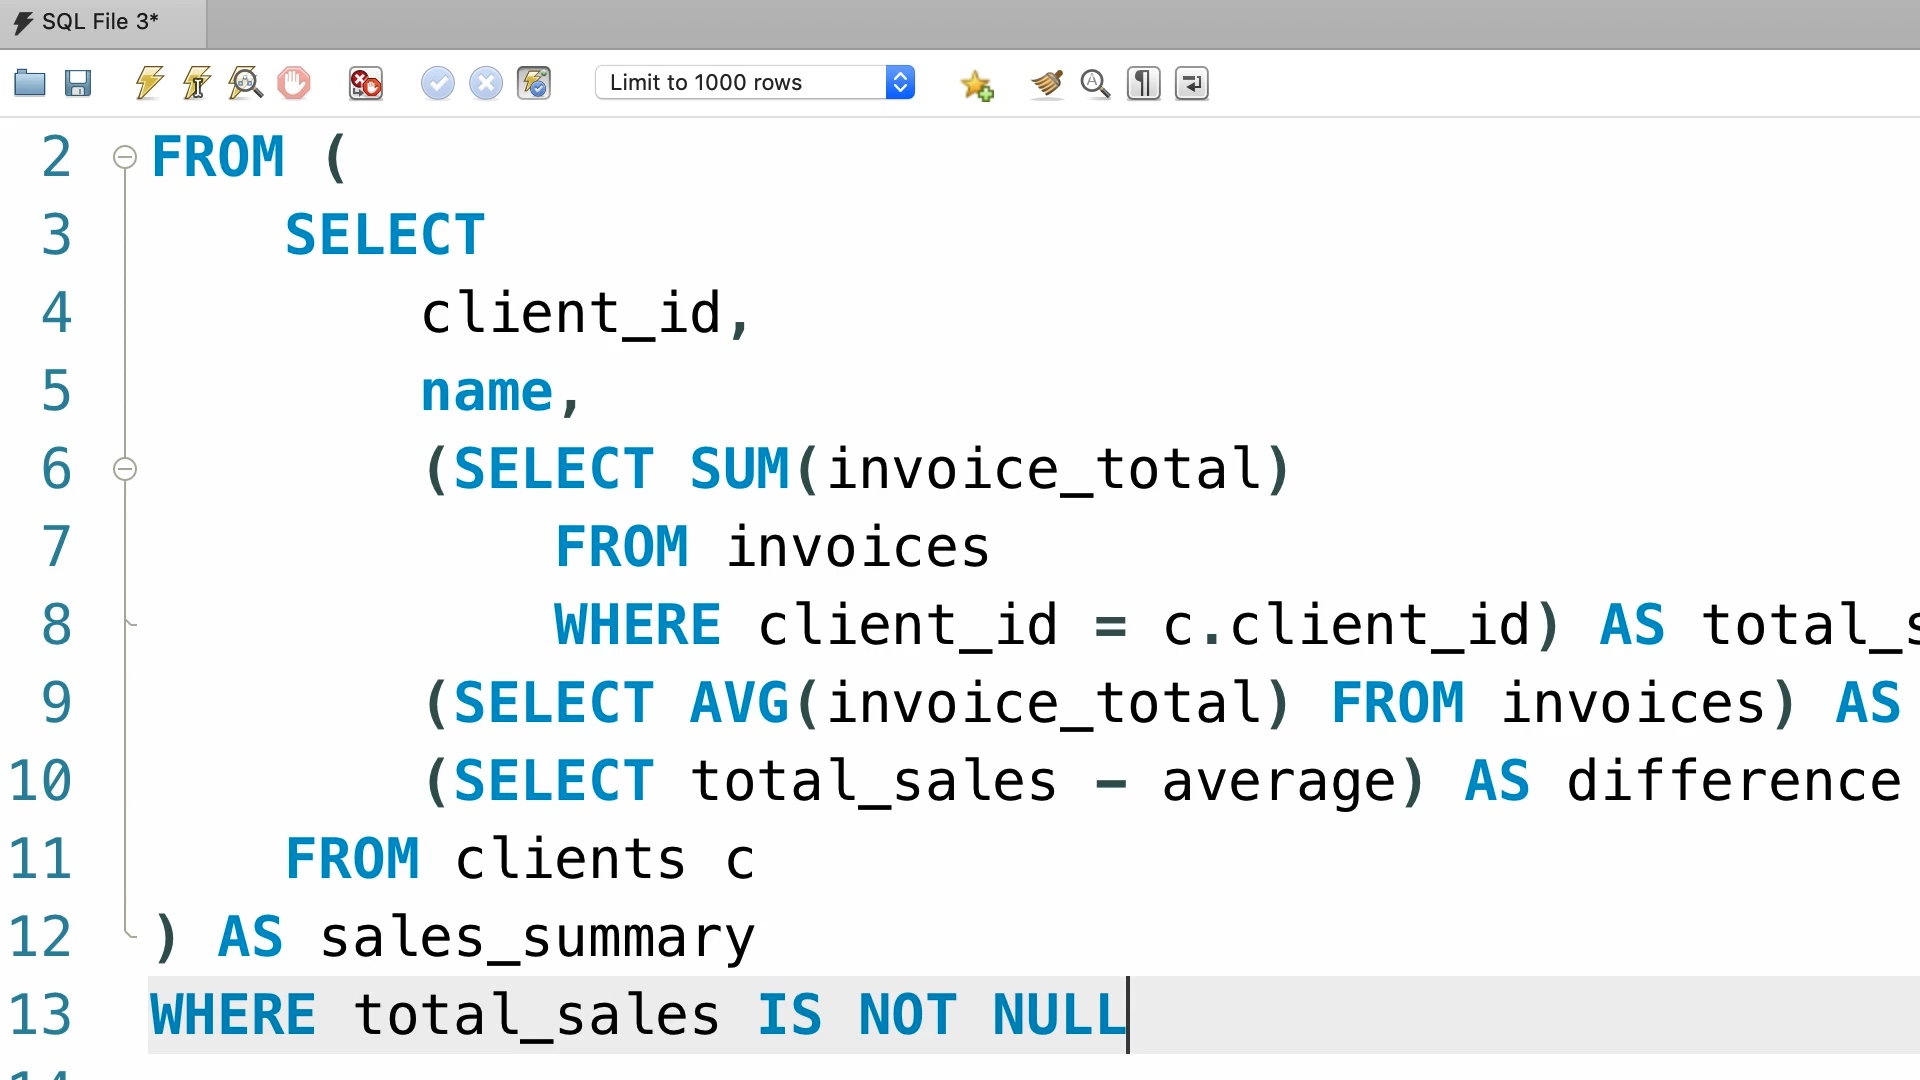 SQL File 3*
Limit to 1000 rows
2 FROM (
3 SELECT
4 client_id,
5 name,
6 (SELECT SUM(invoice_total)
7 FROM invoices
8 WHERE client_id = c.client_id) AS total_s
9 (SELECT AVG(invoice_total) FROM invoices) AS
10 (SELECT total_sales - average) AS difference
11 FROM clients c
12 ) AS sales_summary
13 WHERE total_sales IS NOT NULL
14